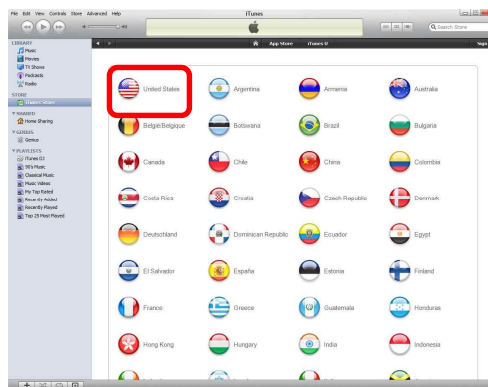 File Edit View Controls Store Advanced Help
iTunes
Search Store
LIBRARY
Music
Movies
TV Shows
Podcasts
Radio
STORE
iTunes Store
SHARED
Home Sharing
GENIUS
Genius
PLAYLISTS
iTunes DJ
90's Music
Classical Music
Music Videos
My Top Rated
Recently Added
Recently Played
Top 25 Most Played
App Store iTunes U Sign
United States Argentina Armenia Australia
België/Belgique Botswana Brazil Bulgaria
Canada Chile China Colombia
Costa Rica Croatia Czech Republic Denmark
Deutschland Dominican Republic Ecuador Egypt
El Salvador España Estonia Finland
France Greece Guatemala Honduras
Hong Kong Hungary India Indonesia